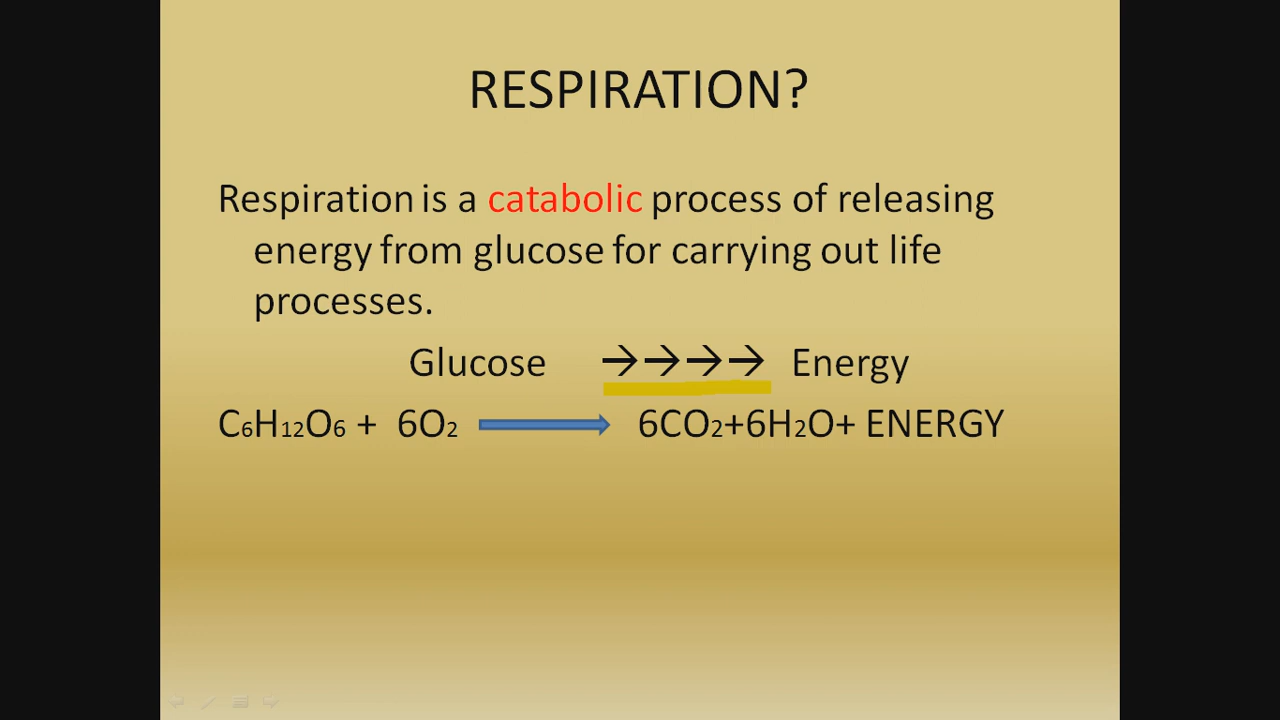 RESPIRATION?
Respiration is a catabolic process of releasing
energy from glucose for carrying out life
processes.
Glucose →→→→ Energy
C₆H₁₂O₆ + 6O₂ → 6CO₂+6H₂O+ ENERGY